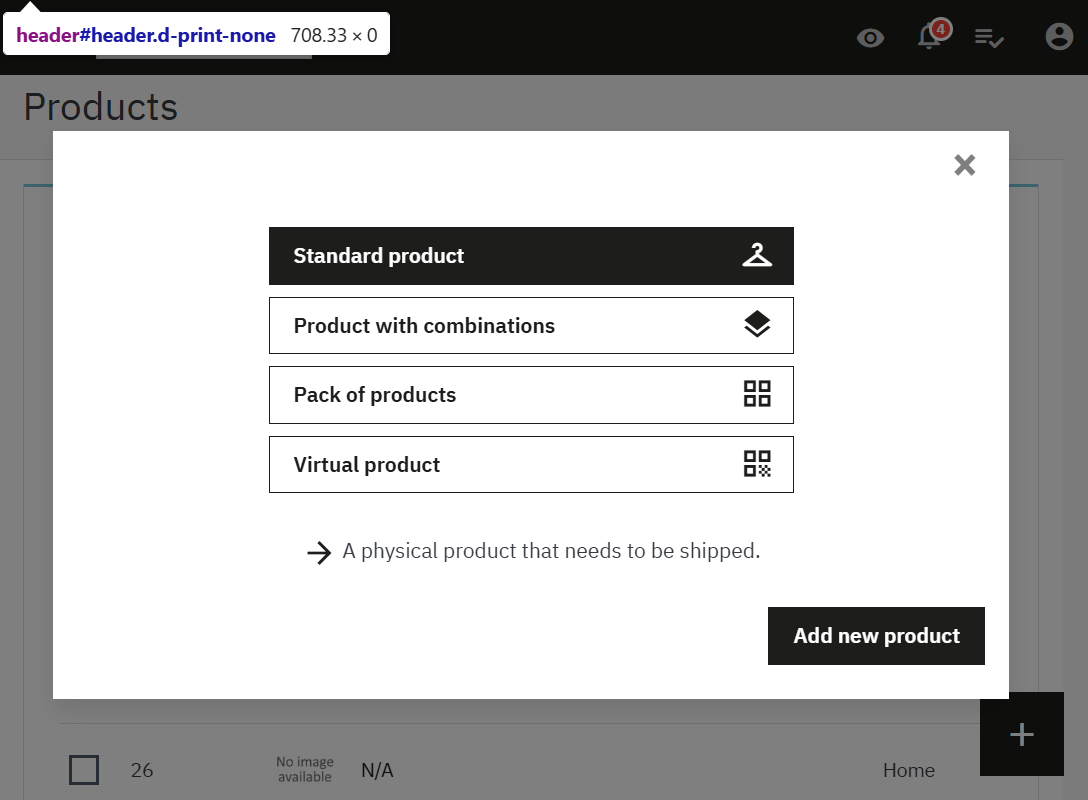 header#header.d-print-none 708.33 × 0
4
Products
Standard product
Product with combinations
Pack of products
Virtual product
A physical product that needs to be shipped.
Add new product
26 No image available N/A Home